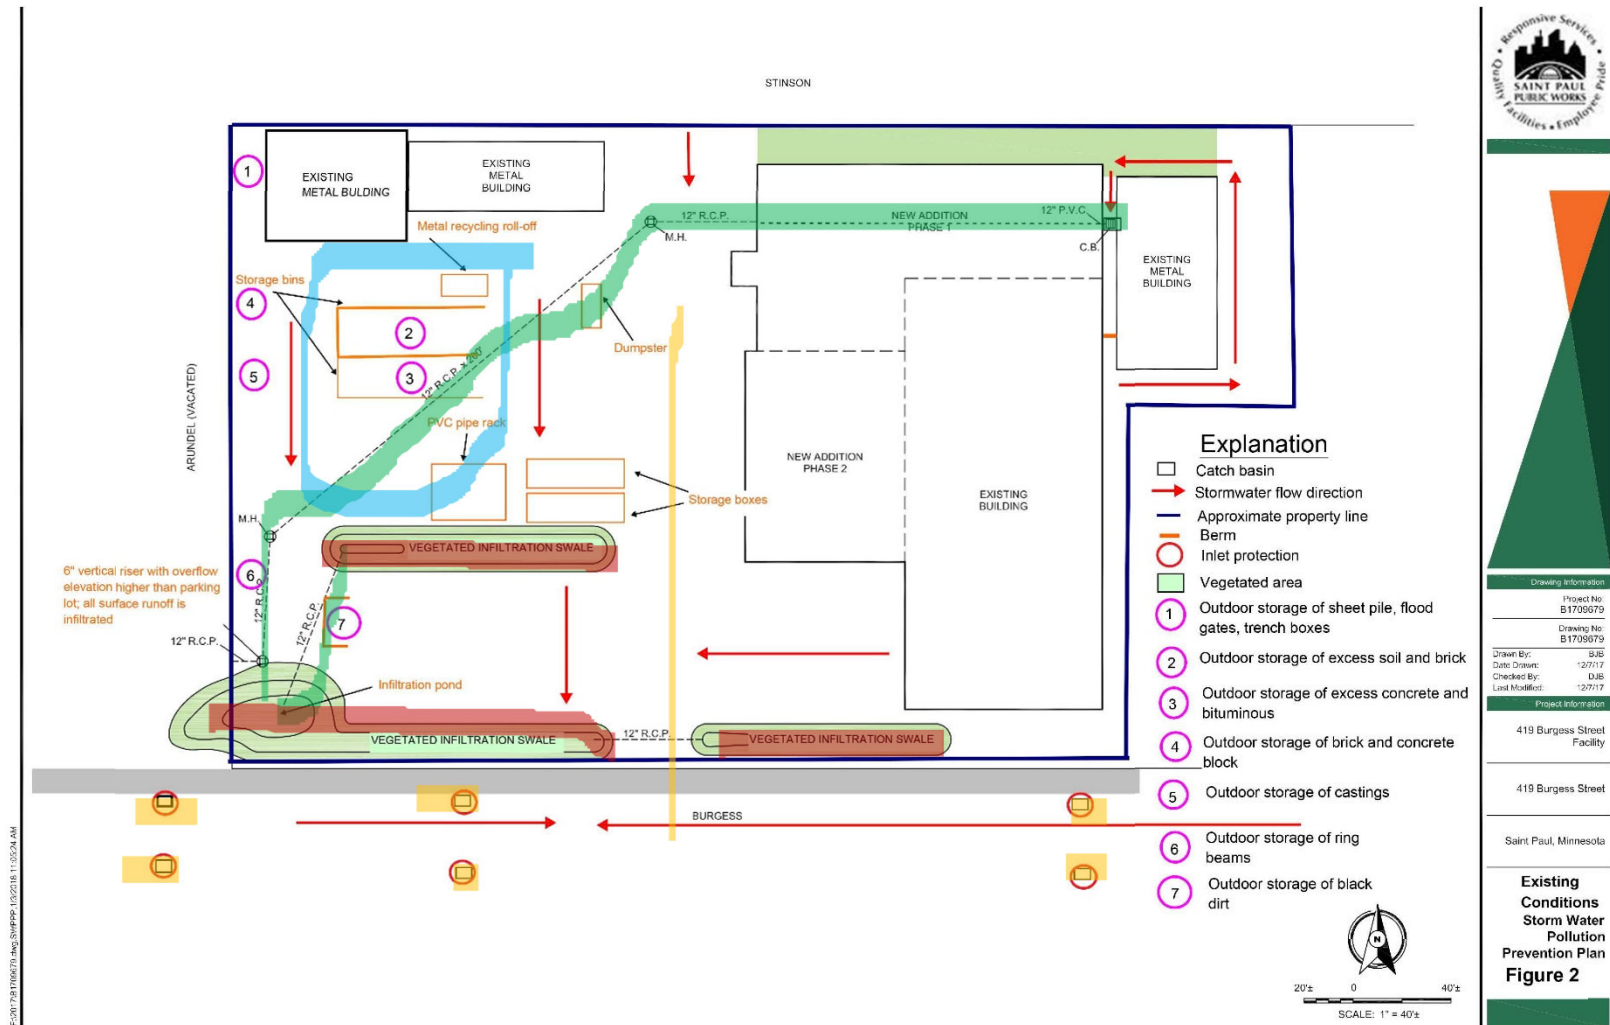 STINSON
EXISTING
METAL BULDING
EXISTING
METAL
BUILDING
Metal recycling roll-off
Storage bins
12" R.C.P.
M.H.
NEW ADDITION
PHASE 1
12" P.V.C.
C.B.
EXISTING
METAL
BUILDING
Dumpster
12" R.C.P. x 260'
PVC pipe rack
ARUNDEL (VACATED)
Storage boxes
NEW ADDITION
PHASE 2
EXISTING
BUILDING
M.H.
VEGETATED INFILTRATION SWALE
6" vertical riser with overflow
elevation higher than parking
lot; all surface runoff is
infiltrated
12" R.C.P.
12" R.C.P.
12" R.C.P.
Infiltration pond
VEGETATED INFILTRATION SWALE
12" R.C.P.
VEGETATED INFILTRATION SWALE
BURGESS
1
4
2
5
3
6
7
Explanation
Catch basin
Stormwater flow direction
Approximate property line
Berm
Inlet protection
Vegetated area
1 Outdoor storage of sheet pile, flood
gates, trench boxes
2 Outdoor storage of excess soil and brick
3 Outdoor storage of excess concrete and
bituminous
4 Outdoor storage of brick and concrete
block
5 Outdoor storage of castings
6 Outdoor storage of ring
beams
7 Outdoor storage of black
dirt
N
20'± 0 40'±
SCALE: 1" = 40'±
Responsive Services
Quality Facilities • Employee Pride
SAINT PAUL
PUBLIC WORKS
Drawing Information
Project No:
B1709679
Drawing No:
B1709679
Drawn By: BJB
Date Drawn: 12/7/17
Checked By: DJB
Last Modified: 12/7/17
Project Information
419 Burgess Street
Facility
419 Burgess Street
Saint Paul, Minnesota
Existing
Conditions
Storm Water
Pollution
Prevention Plan
Figure 2